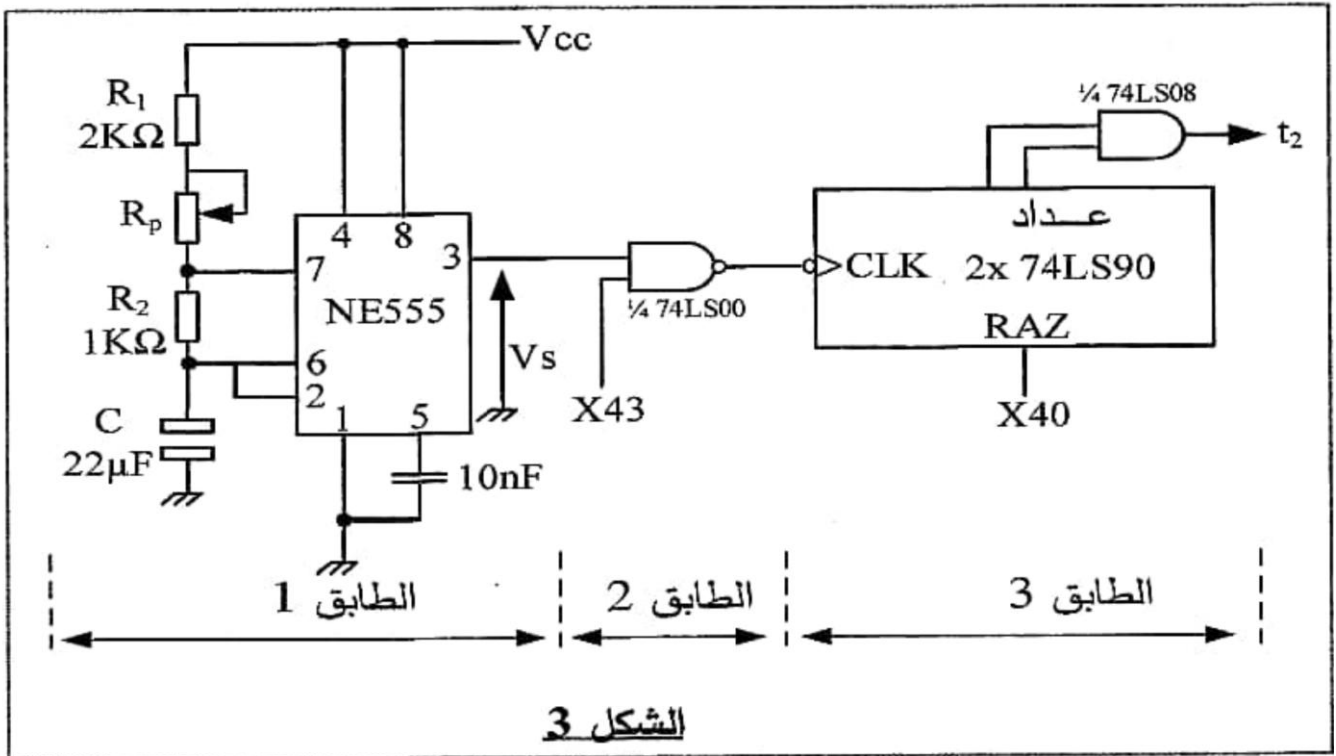 Vcc
R₁
2KΩ
Rₚ
R₂
1KΩ
C
22µF
4 8
7 3
NE555
6
2
1 5
10nF
Vs
¼ 74LS00
X43
¼ 74LS08
t₂
عداد
CLK 2x 74LS90
RAZ
X40
الطابق 1
الطابق 2
الطابق 3
الشكل 3